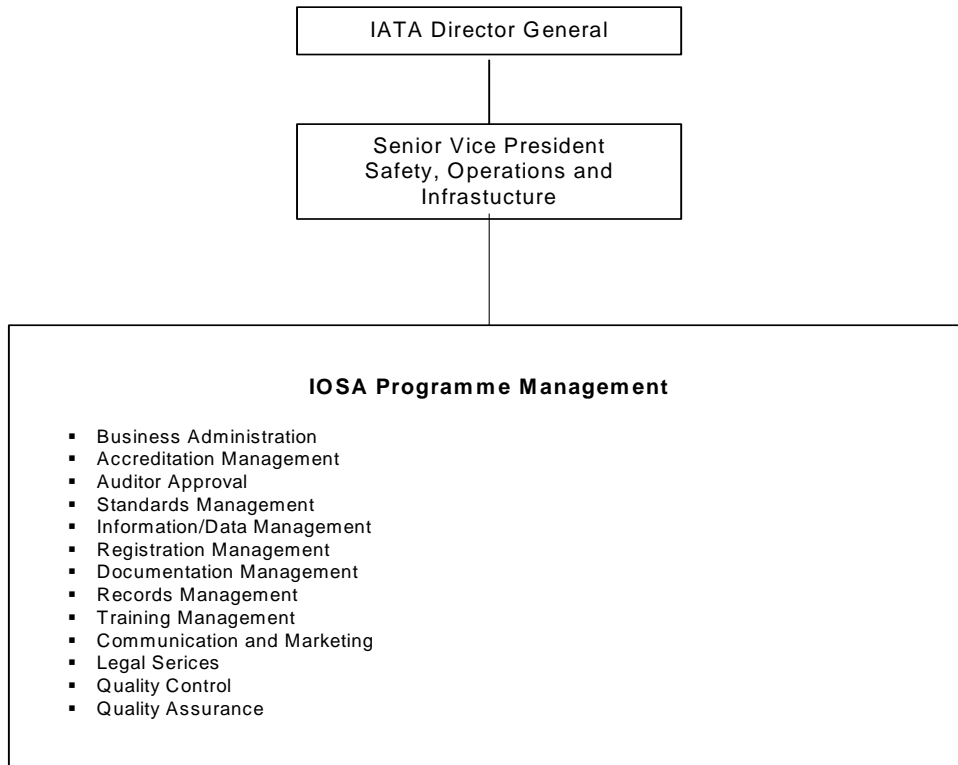 IATA Director General
Senior Vice President
Safety, Operations and
Infrastucture
IOSA Programme Management
▪ Business Administration
▪ Accreditation Management
▪ Auditor Approval
▪ Standards Management
▪ Information/Data Management
▪ Registration Management
▪ Documentation Management
▪ Records Management
▪ Training Management
▪ Communication and Marketing
▪ Legal Serices
▪ Quality Control
▪ Quality Assurance